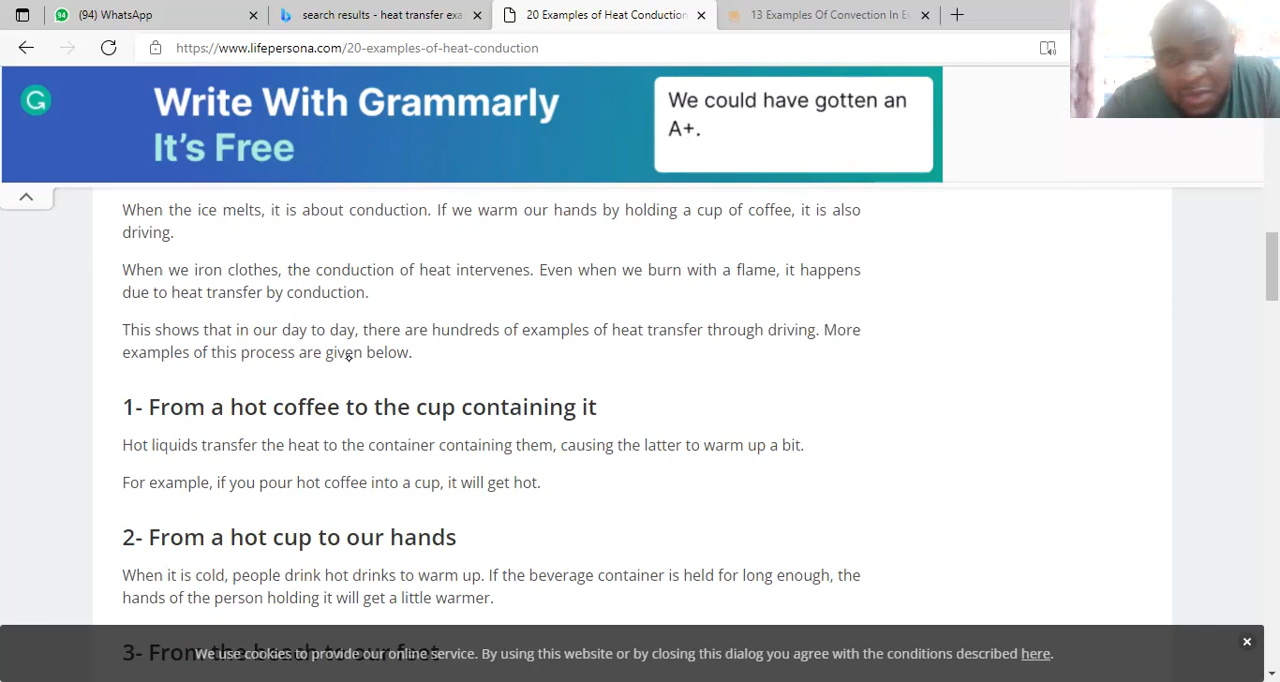 94 (94) WhatsApp
search results - heat transfer exa
20 Examples of Heat Conduction
13 Examples Of Convection In Ev
https://www.lifepersona.com/20-examples-of-heat-conduction
G
Write With Grammarly
It's Free
We could have gotten an
A+.
When the ice melts, it is about conduction. If we warm our hands by holding a cup of coffee, it is also
driving.
When we iron clothes, the conduction of heat intervenes. Even when we burn with a flame, it happens
due to heat transfer by conduction.
This shows that in our day to day, there are hundreds of examples of heat transfer through driving. More
examples of this process are given below.
1- From a hot coffee to the cup containing it
Hot liquids transfer the heat to the container containing them, causing the latter to warm up a bit.
For example, if you pour hot coffee into a cup, it will get hot.
2- From a hot cup to our hands
When it is cold, people drink hot drinks to warm up. If the beverage container is held for long enough, the
hands of the person holding it will get a little warmer.
3- From the beach to our feet
We use cookies to provide our online service. By using this website or by closing this dialog you agree with the conditions described here.